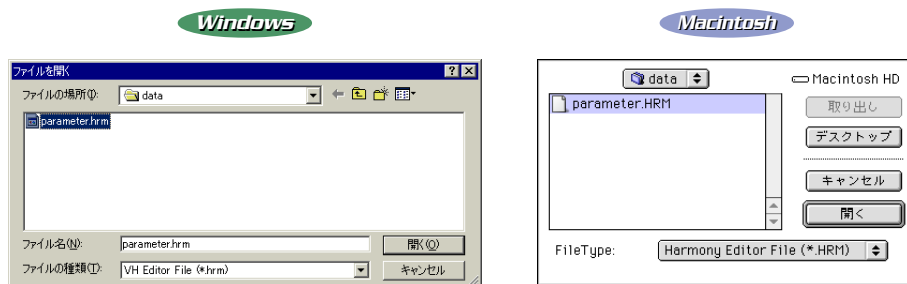 Windows
Macintosh
ファイルを開く
ファイルの場所(I):
data
parameter.hrm
ファイル名(N):
parameter.hrm
開く(O)
ファイルの種類(T):
VH Editor File (*.hrm)
キャンセル
data
Macintosh HD
parameter.HRM
取り出し
デスクトップ
キャンセル
開く
FileType:
Harmony Editor File (*.HRM)